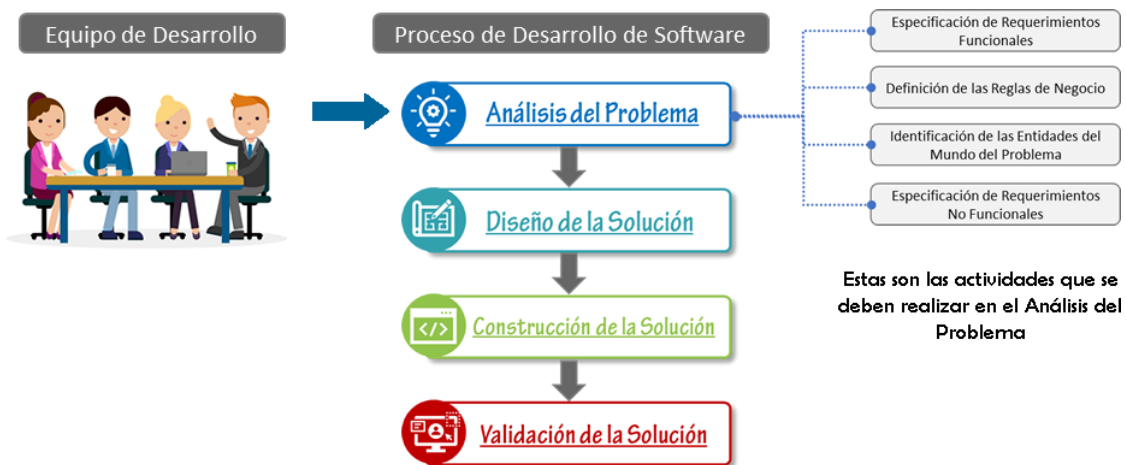 Equipo de Desarrollo
Proceso de Desarrollo de Software
Análisis del Problema
Diseño de la Solución
Construcción de la Solución
Validación de la Solución
Especificación de Requerimientos
Funcionales
Definición de las Reglas de Negocio
Identificación de las Entidades del
Mundo del Problema
Especificación de Requerimientos
No Funcionales
Estas son las actividades que se
deben realizar en el Análisis del
Problema